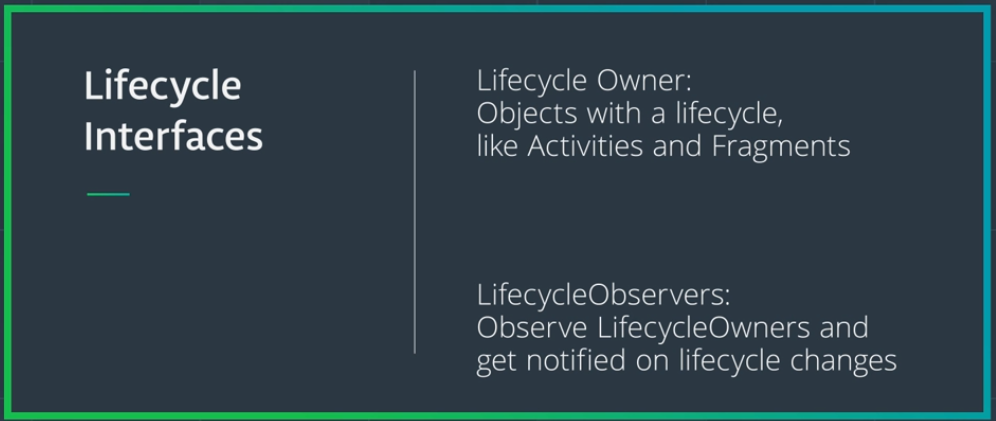 Lifecycle
Interfaces
Lifecycle Owner:
Objects with a lifecycle,
like Activities and Fragments
LifecycleObservers:
Observe LifecycleOwners and
get notified on lifecycle changes